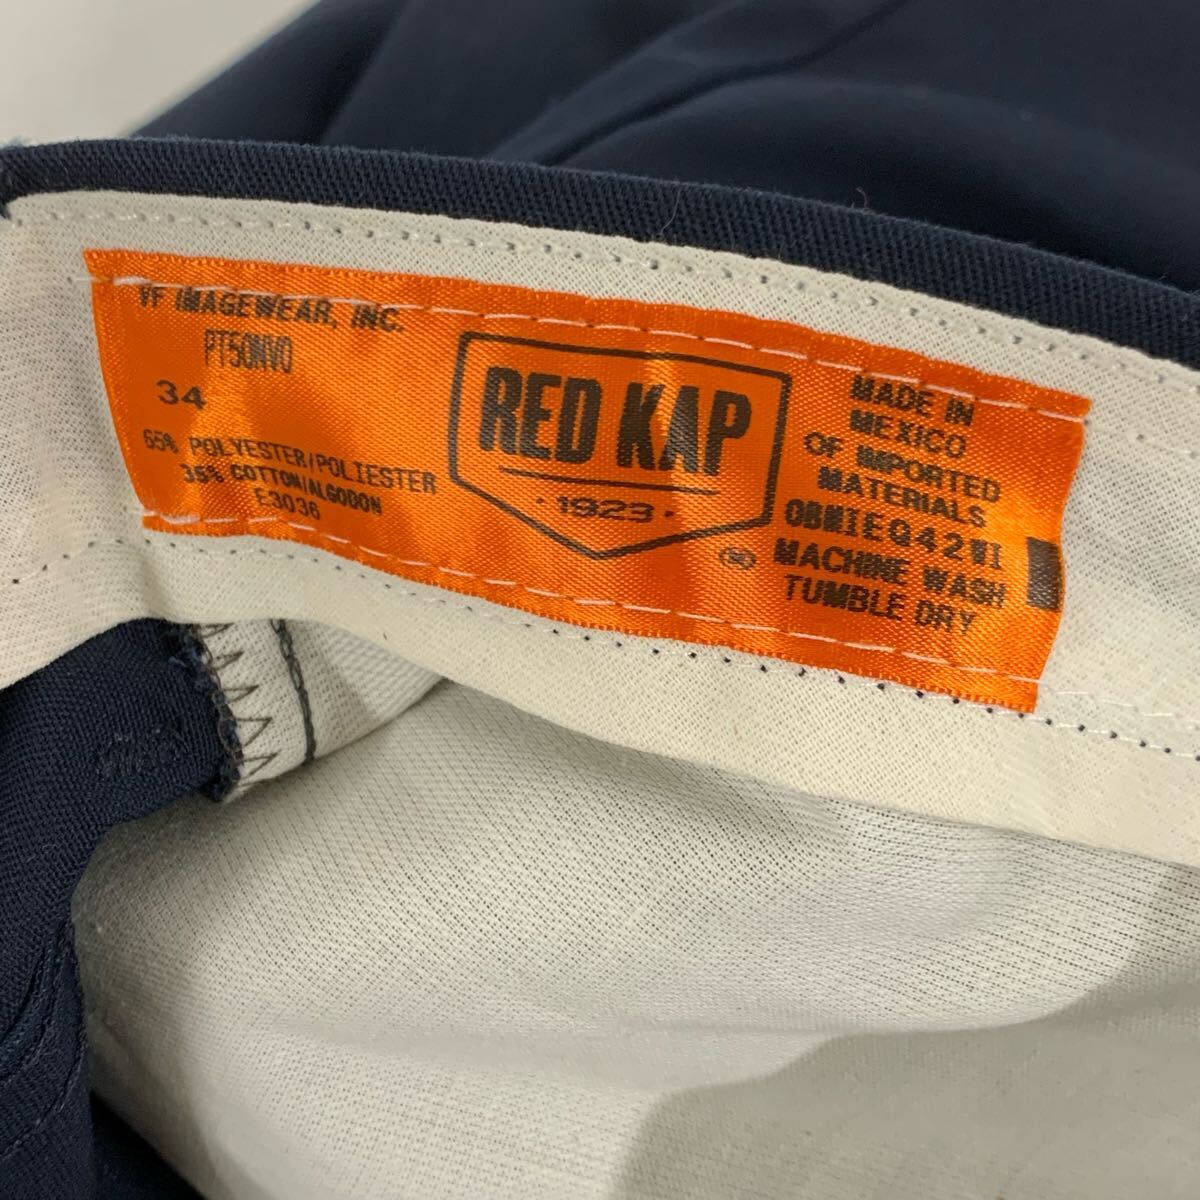 VF IMAGEWEAR, INC.
PT50NV0
34
65% POLYESTER/POLIESTER
35% COTTON/ALGODON
E3036
RED KAP
· 1923 ·
MADE IN
MEXICO
OF IMPORTED
MATERIALS
MACHINE WASH
TUMBLE DRY